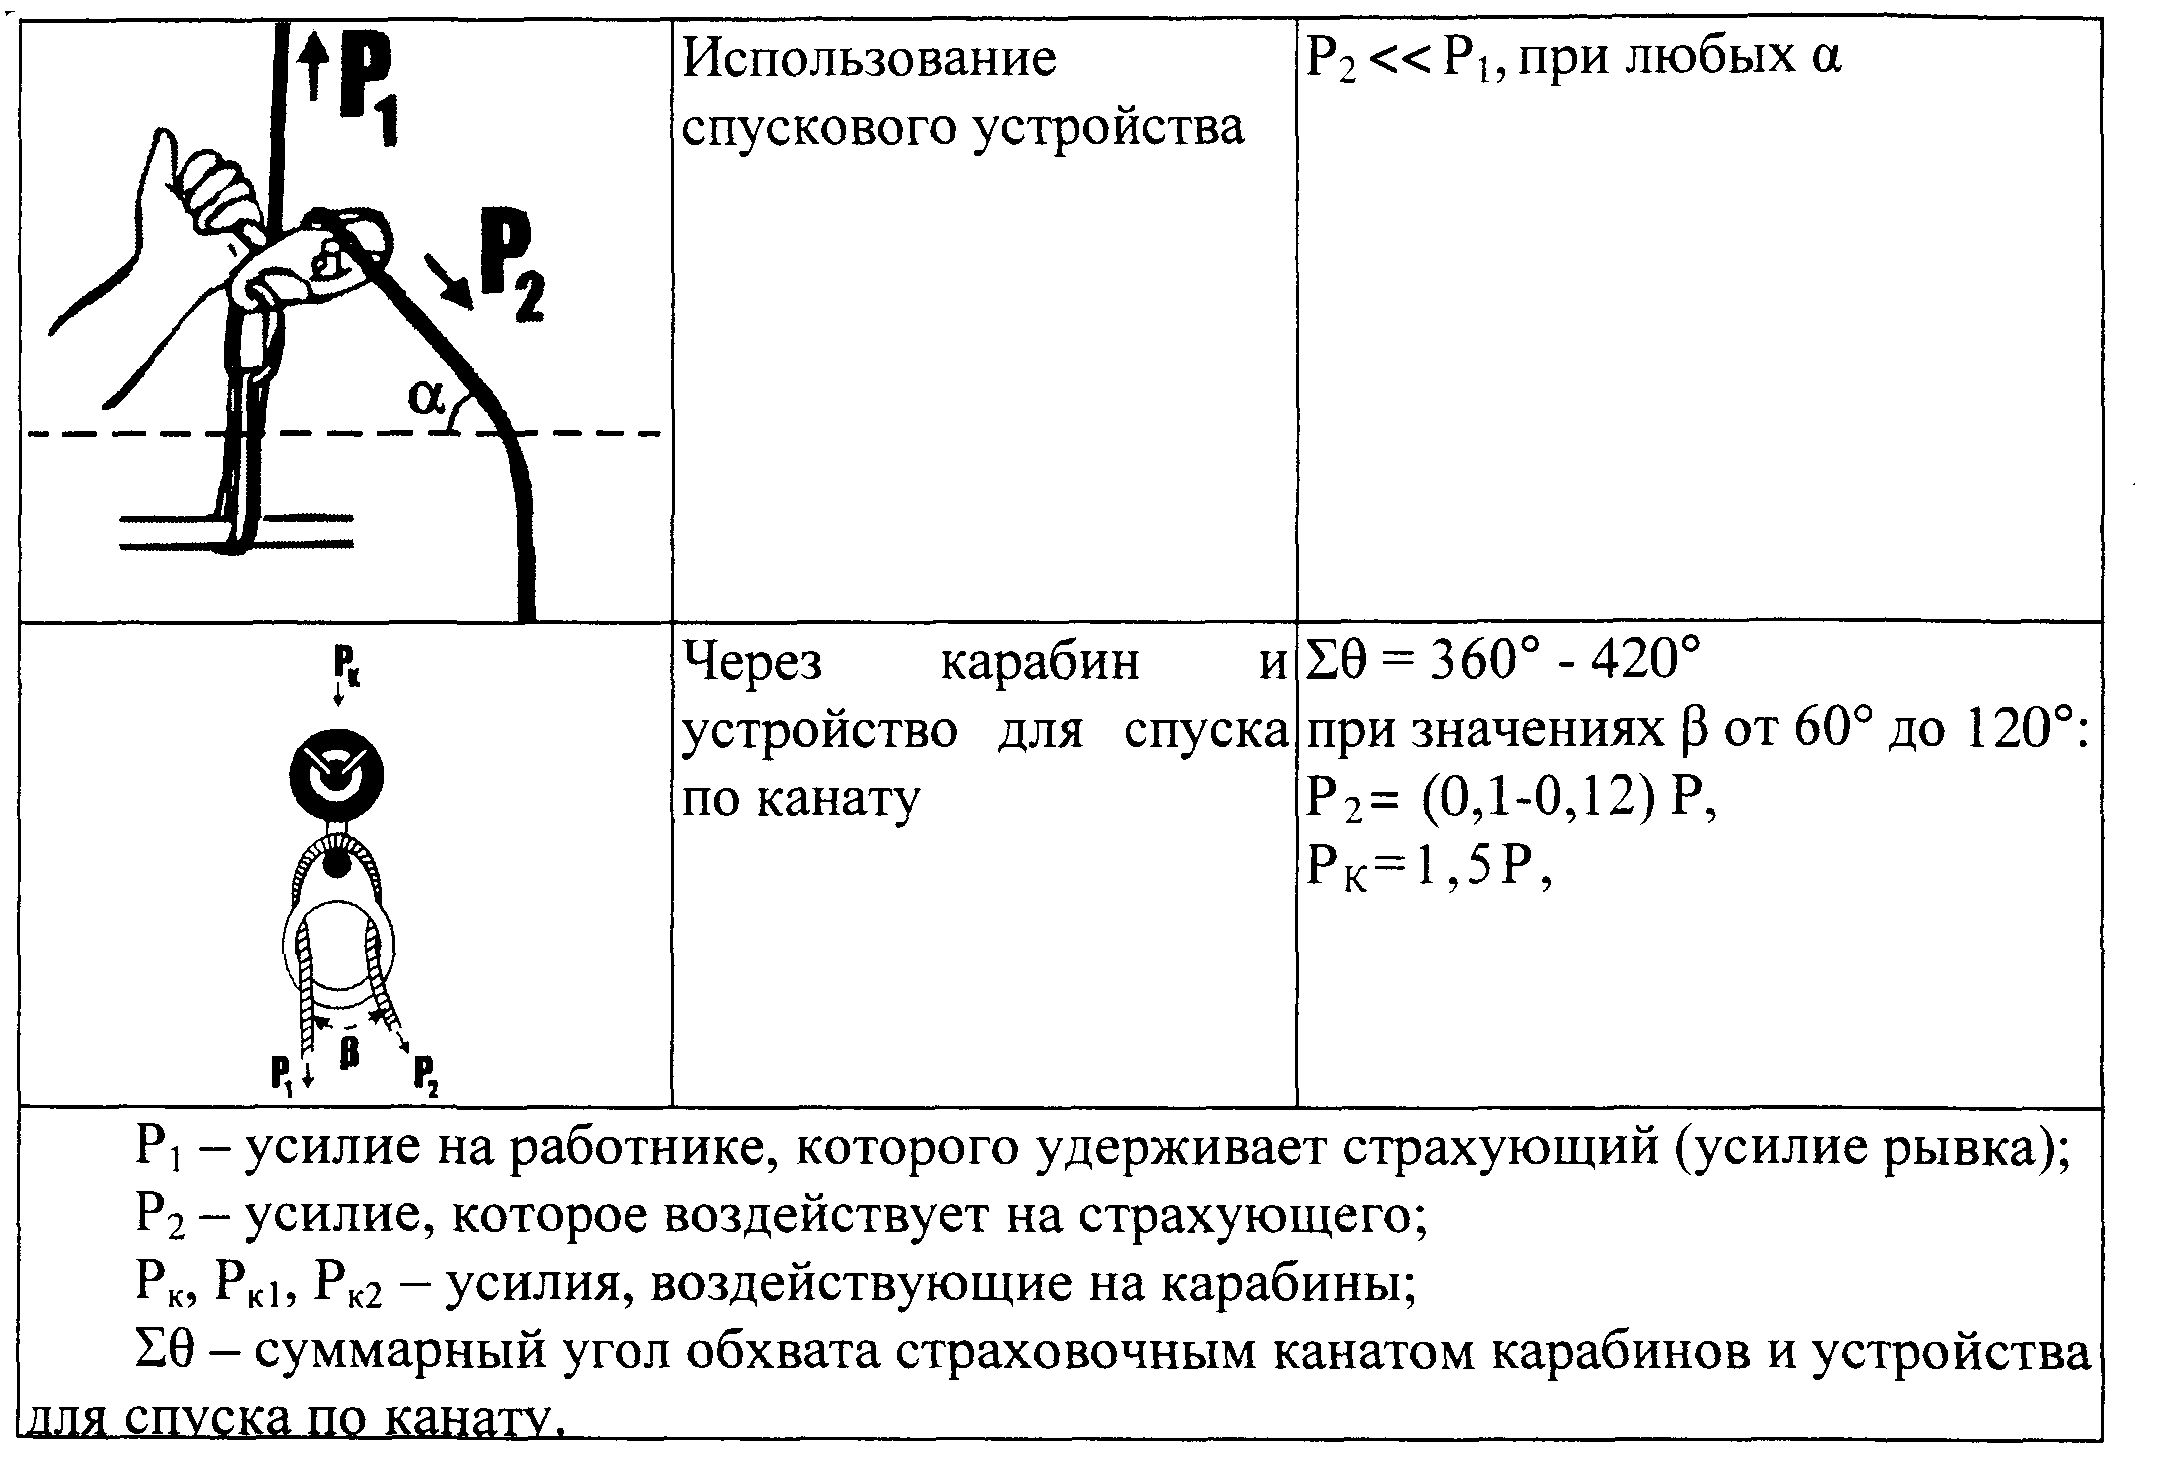 P₁
P₂
α
Использование
спускового устройства
P₂ << P₁, при любых α
Pк
β
P₁
P₂
Через карабин и
устройство для спуска
по канату
Σθ = 360° - 420°
при значениях β от 60° до 120°:
P₂= (0,1-0,12) P,
Pк=1,5P,
P₁ – усилие на работнике, которого удерживает страхующий (усилие рывка);
P₂ – усилие, которое воздействует на страхующего;
Pк, Pк1, Pк2 – усилия, воздействующие на карабины;
Σθ – суммарный угол обхвата страховочным канатом карабинов и устройства
для спуска по канату.